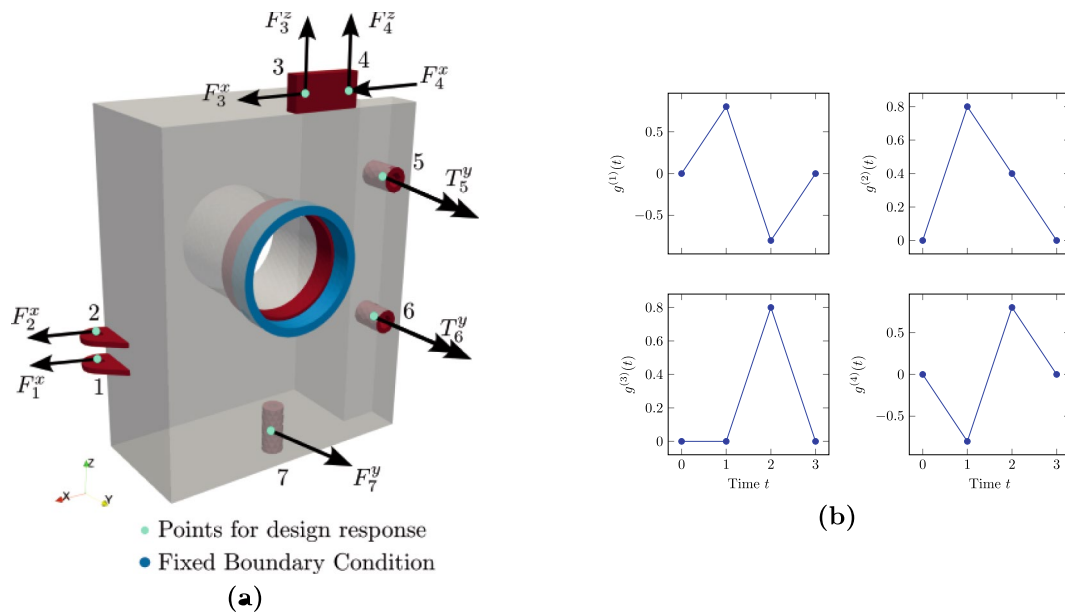 F_3^z F_4^z
3 4
F_3^x F_4^x
5
T_5^y
2 6
F_2^x T_6^y
F_1^x 1
7 F_7^y
Z
X Y
Points for design response
Fixed Boundary Condition
(a)
0.5
0
−0.5
g^{(1)}(t)
0.8
0.6
0.4
0.2
0
g^{(2)}(t)
0.8
0.6
0.4
0.2
0
g^{(3)}(t)
0 1 2 3
Time t
0.5
0
−0.5
g^{(4)}(t)
0 1 2 3
Time t
(b)